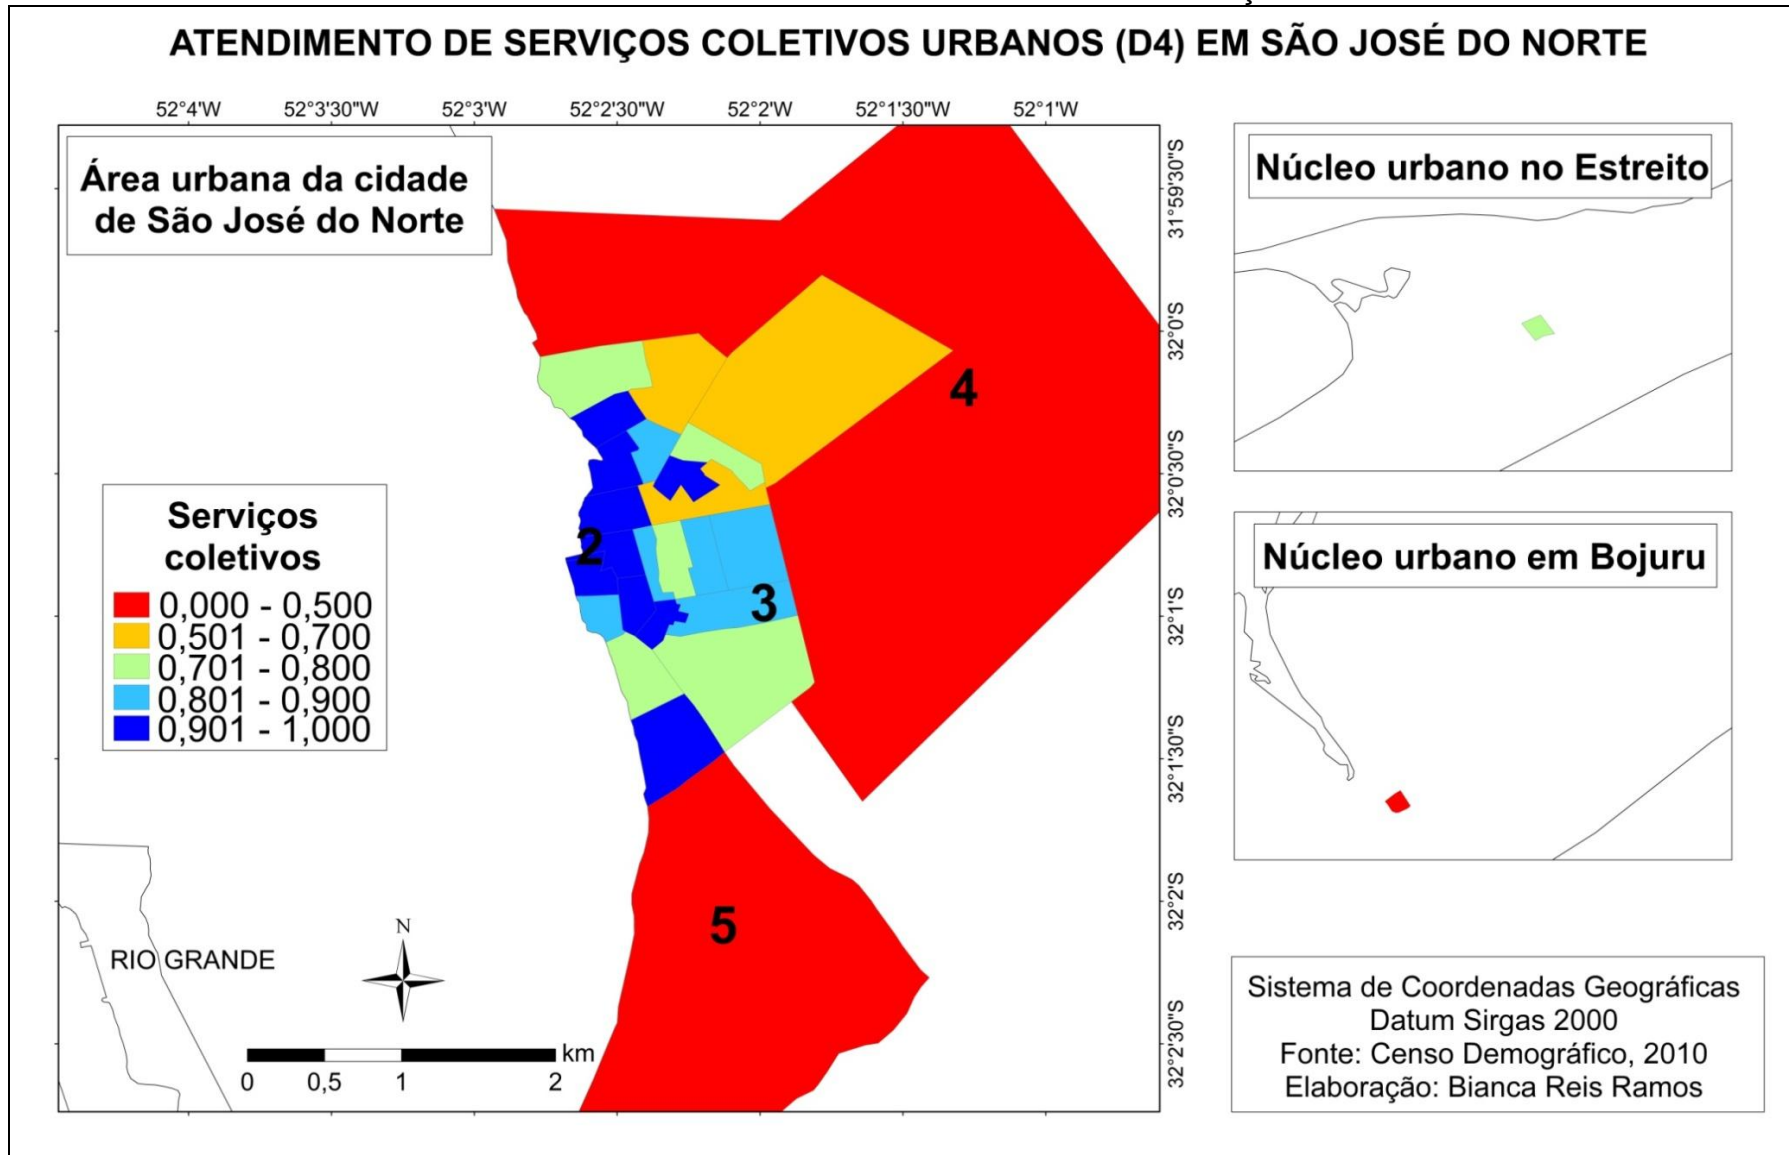 ATENDIMENTO DE SERVIÇOS COLETIVOS URBANOS (D4) EM SÃO JOSÉ DO NORTE
52°4'W 52°3'30"W 52°3'W 52°2'30"W 52°2'W 52°1'30"W 52°1'W
Área urbana da cidade
de São José do Norte
31°59'30"S
32°0'S
32°0'30"S
32°1'S
32°1'30"S
32°2'S
32°2'30"S
4
2
3
5
Serviços
coletivos
0,000 - 0,500
0,501 - 0,700
0,701 - 0,800
0,801 - 0,900
0,901 - 1,000
RIO GRANDE
N
km
0 0,5 1 2
Núcleo urbano no Estreito
Núcleo urbano em Bojuru
Sistema de Coordenadas Geográficas
Datum Sirgas 2000
Fonte: Censo Demográfico, 2010
Elaboração: Bianca Reis Ramos